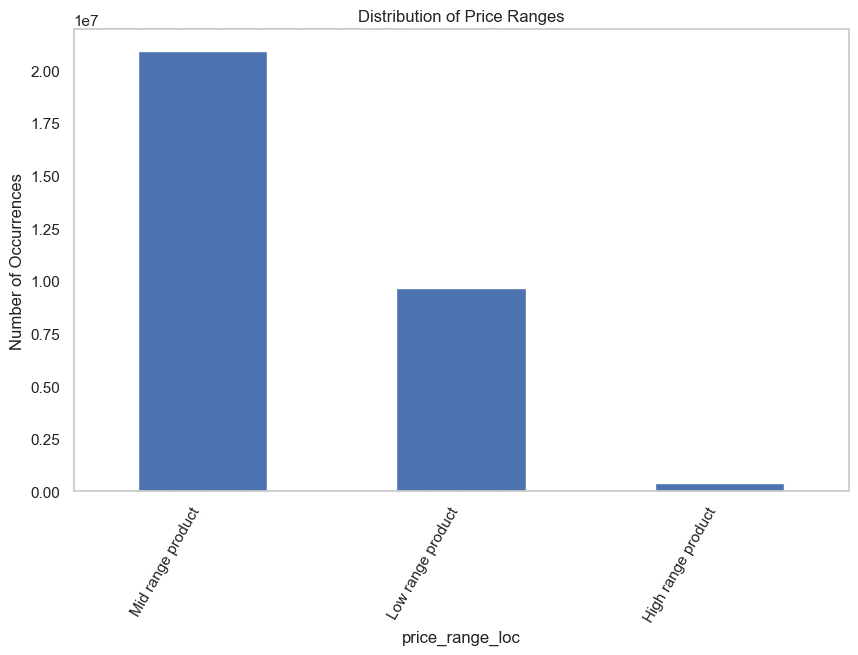 Distribution of Price Ranges
1e7
2.00
1.75
1.50
1.25
1.00
0.75
0.50
0.25
0.00
Number of Occurrences
Mid range product
Low range product
High range product
price_range_loc